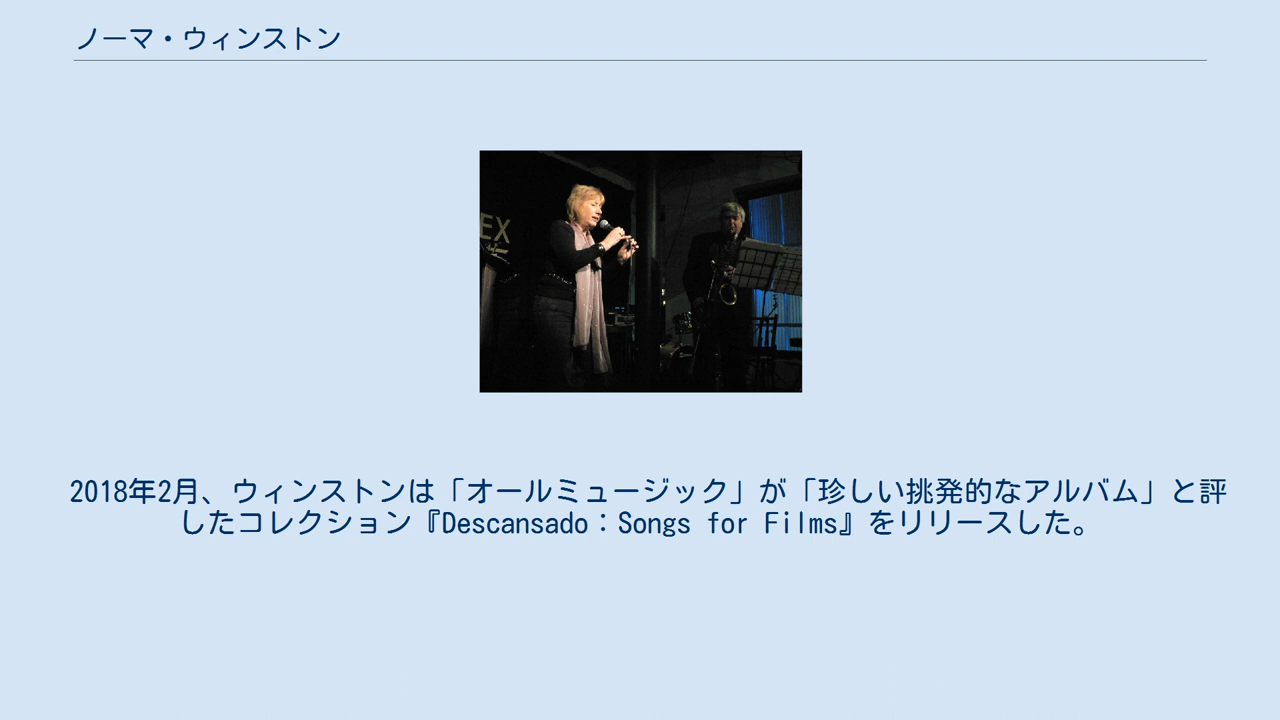 ノーマ・ウィンストン
EX
2018年2月、ウィンストンは「オールミュージック」が「珍しい挑発的なアルバム」と評
したコレクション『Descansado：Songs for Films』をリリースした。